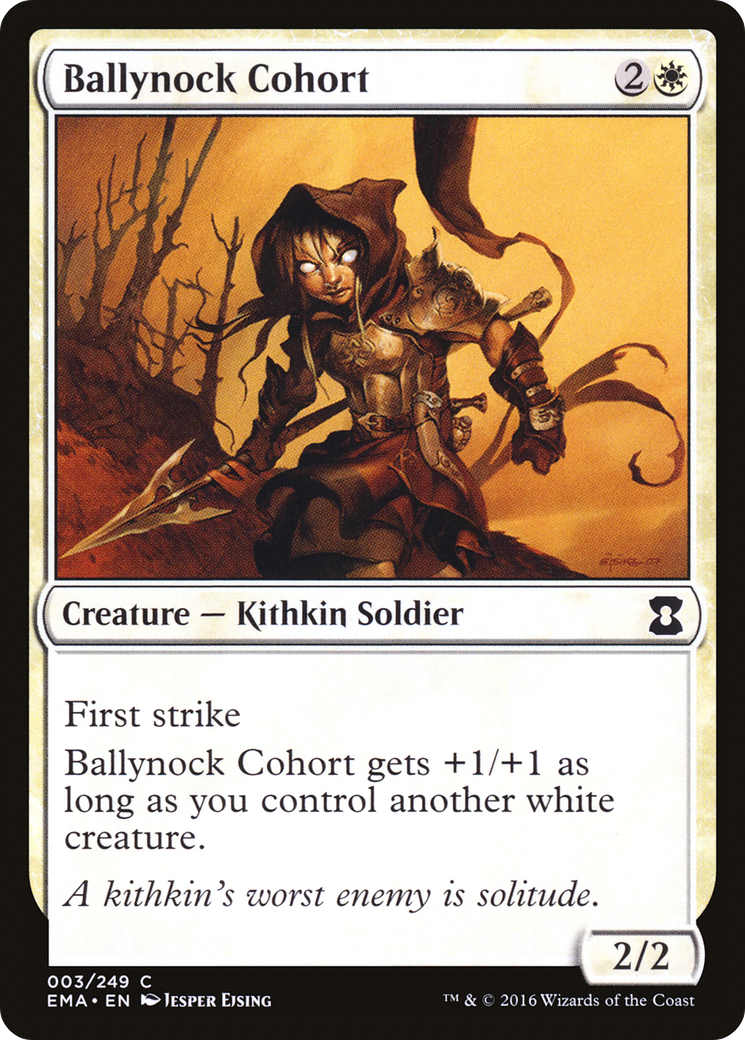 Ballynock Cohort 2
Creature — Kithkin Soldier
First strike
Ballynock Cohort gets +1/+1 as
long as you control another white
creature.
A kithkin's worst enemy is solitude.
2/2
003/249 C
EMA • EN Jesper Ejsing
™ & © 2016 Wizards of the Coast